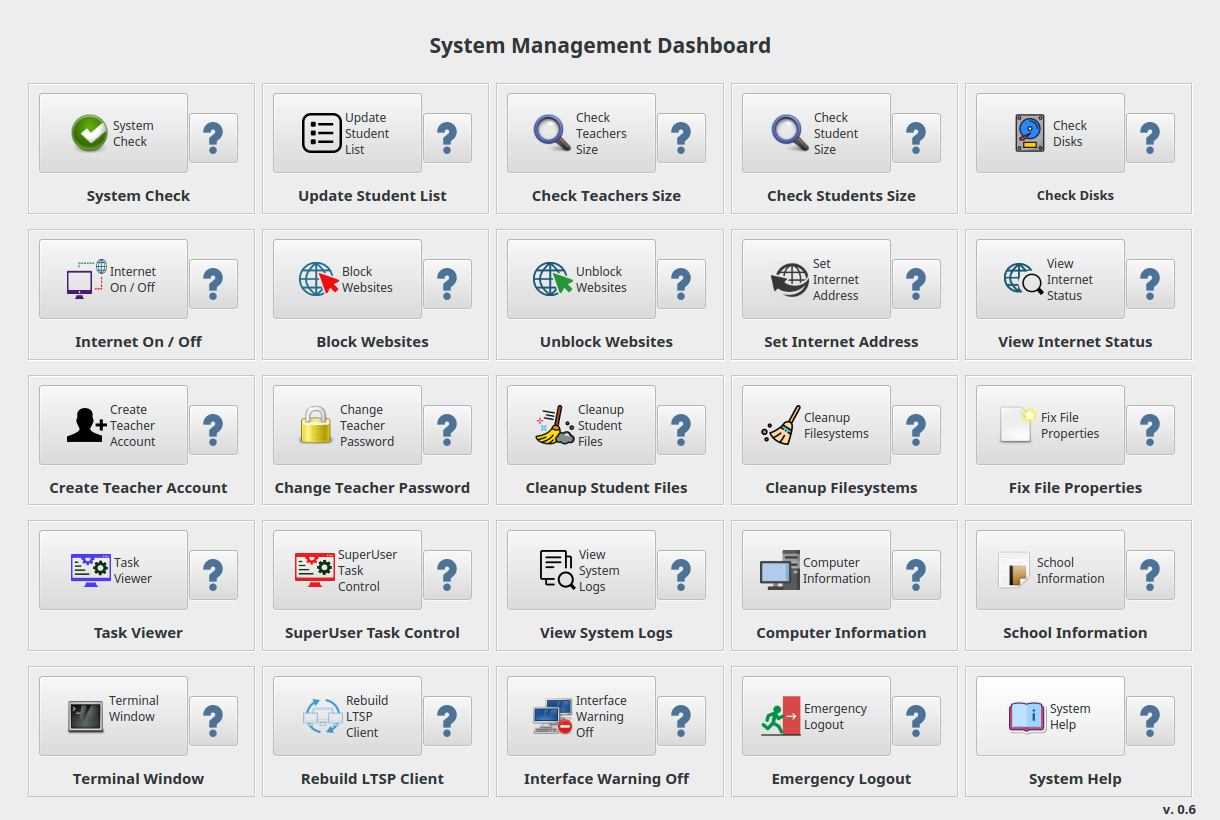 System Management Dashboard
System
Check
?
System Check
Update
Student
List
?
Update Student List
Check
Teachers
Size
?
Check Teachers Size
Check
Student
Size
?
Check Students Size
Check
Disks
?
Check Disks
Internet
On / Off
?
Internet On / Off
Block
Websites
?
Block Websites
Unblock
Websites
?
Unblock Websites
Set
Internet
Address
?
Set Internet Address
View
Internet
Status
?
View Internet Status
Create
Teacher
Account
?
Create Teacher Account
Change
Teacher
Password
?
Change Teacher Password
Cleanup
Student
Files
?
Cleanup Student Files
Cleanup
Filesystems
?
Cleanup Filesystems
Fix File
Properties
?
Fix File Properties
Task
Viewer
?
Task Viewer
SuperUser
Task
Control
?
SuperUser Task Control
View
System
Logs
?
View System Logs
Computer
Information
?
Computer Information
School
Information
?
School Information
Terminal
Window
?
Terminal Window
Rebuild
LTSP
Client
?
Rebuild LTSP Client
Interface
Warning
Off
?
Interface Warning Off
Emergency
Logout
?
Emergency Logout
i
System
Help
?
System Help
v. 0.6